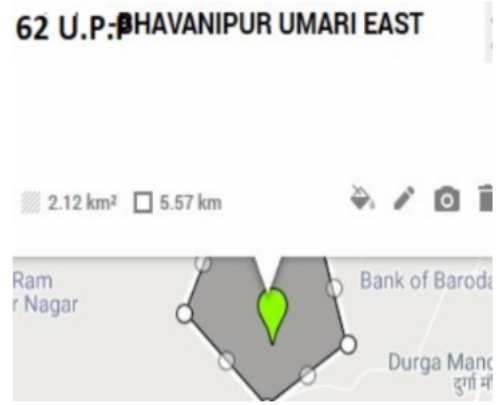 62 U.P.:P BHAVANIPUR UMARI EAST
2.12 km² 5.57 km
Ram
r Nagar
Bank of Baroda
Durga Mand
दुर्गा मं